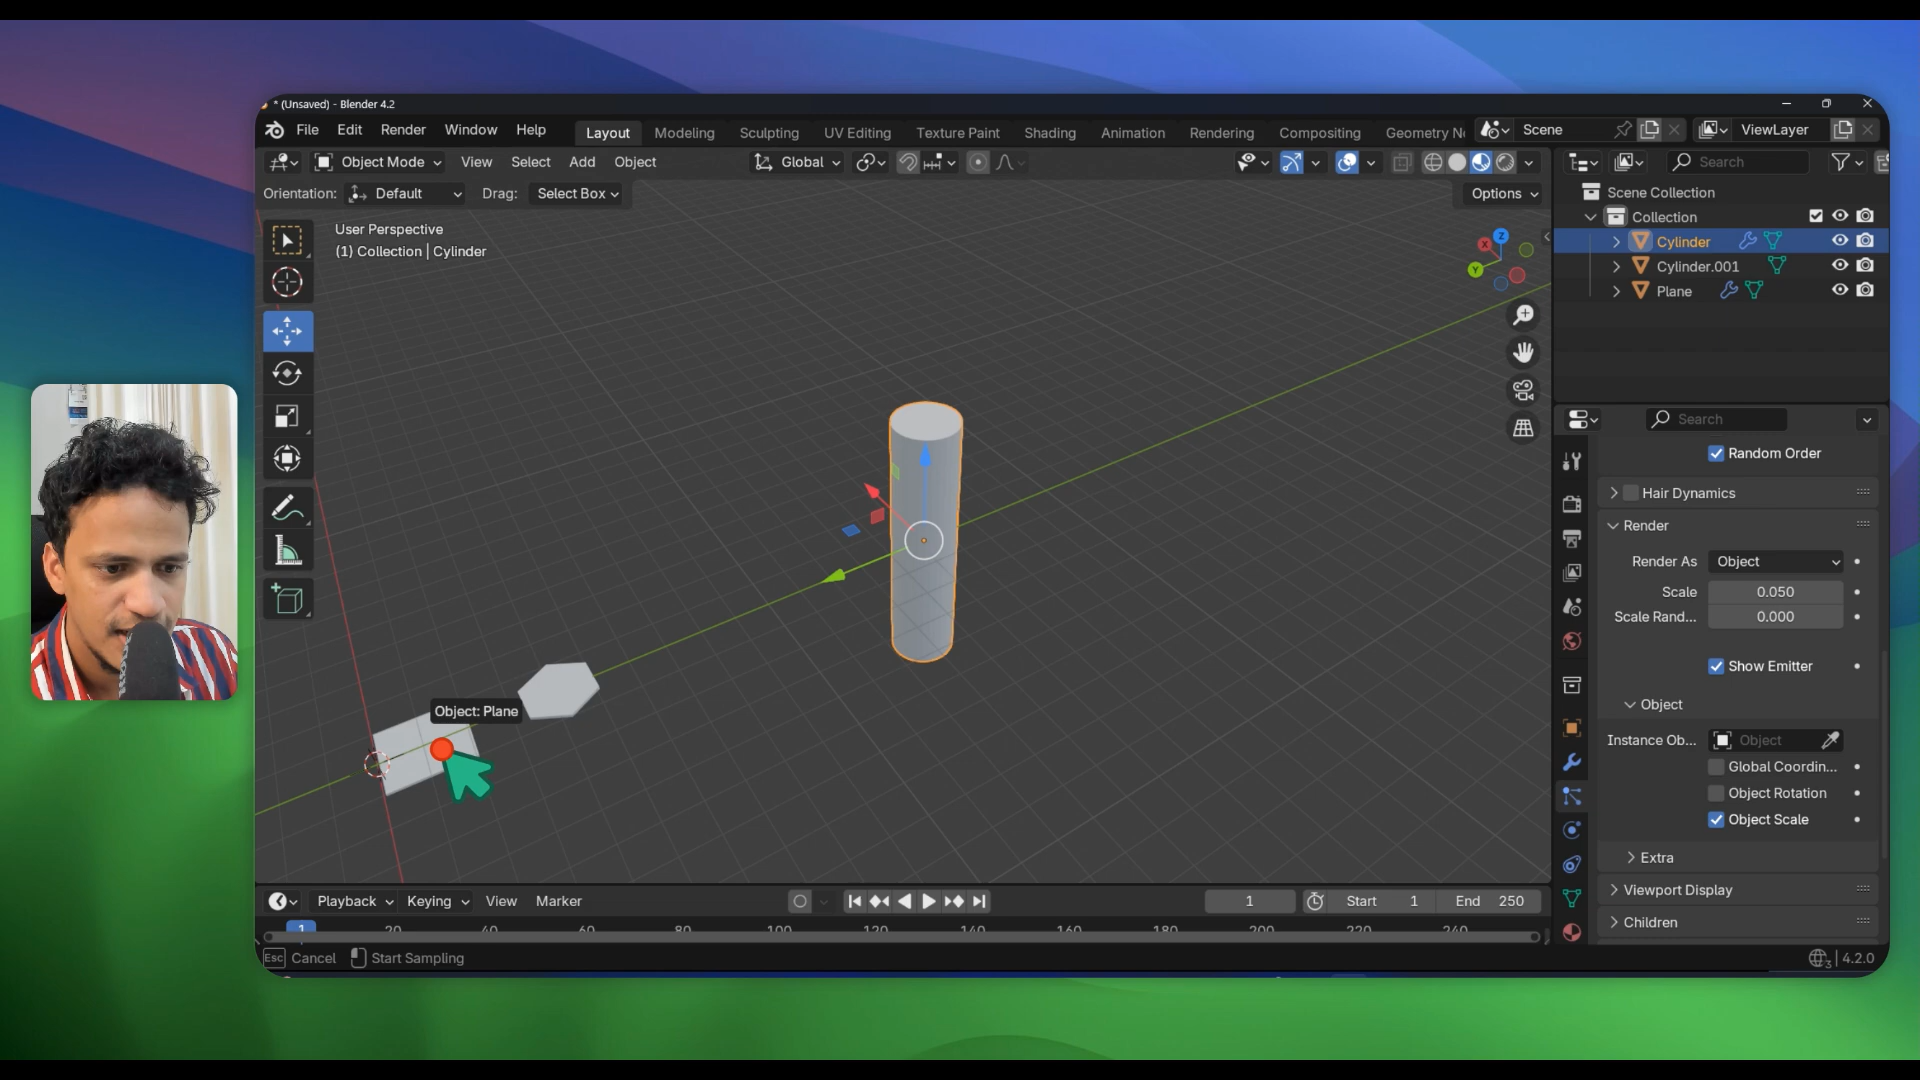 * (Unsaved) - Blender 4.2
File Edit Render Window Help
Layout Modeling Sculpting UV Editing Texture Paint Shading Animation Rendering Compositing Geometry No
Scene
ViewLayer
Object Mode View Select Add Object
Global
Search
Orientation: Default Drag: Select Box
Options
User Perspective
(1) Collection | Cylinder
Z
X
Y
Scene Collection
Collection
Cylinder
Cylinder.001
Plane
Search
Random Order
Hair Dynamics
Render
Render As Object
Scale 0.050
Scale Rand... 0.000
Show Emitter
Object
Instance Ob... Object
Global Coordin...
Object Rotation
Object Scale
Extra
Viewport Display
Children
Object: Plane
Playback Keying View Marker
1
Start 1 End 250
1 20 40 60 80 100 120 140 160 180 200 220 240
Esc Cancel Start Sampling
3 | 4.2.0